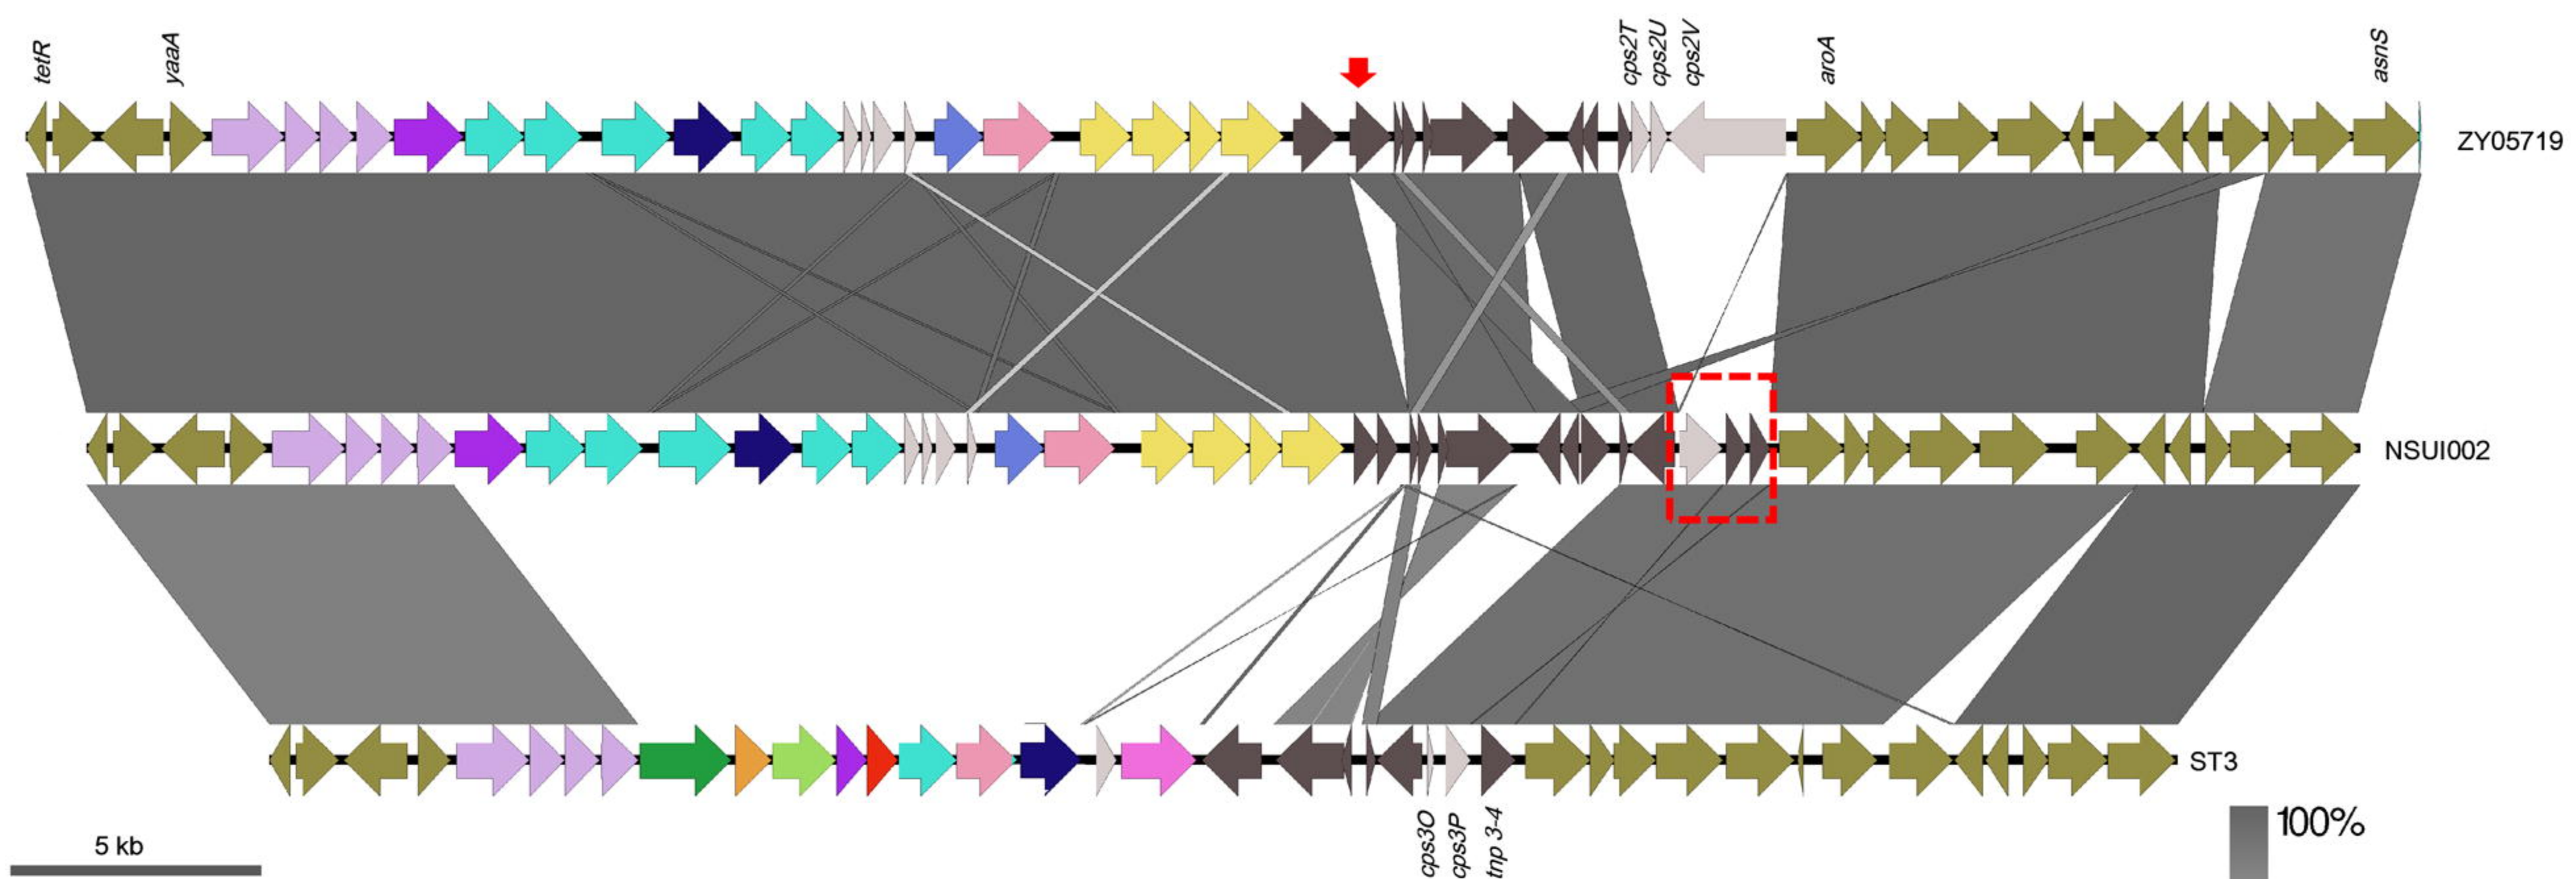 tetR
yaaA
cps2T
cps2U
cps2V
aroA
asnS
ZY05719
NSUI002
ST3
cps3O
cps3P
tnp 3-4
5 kb
100%